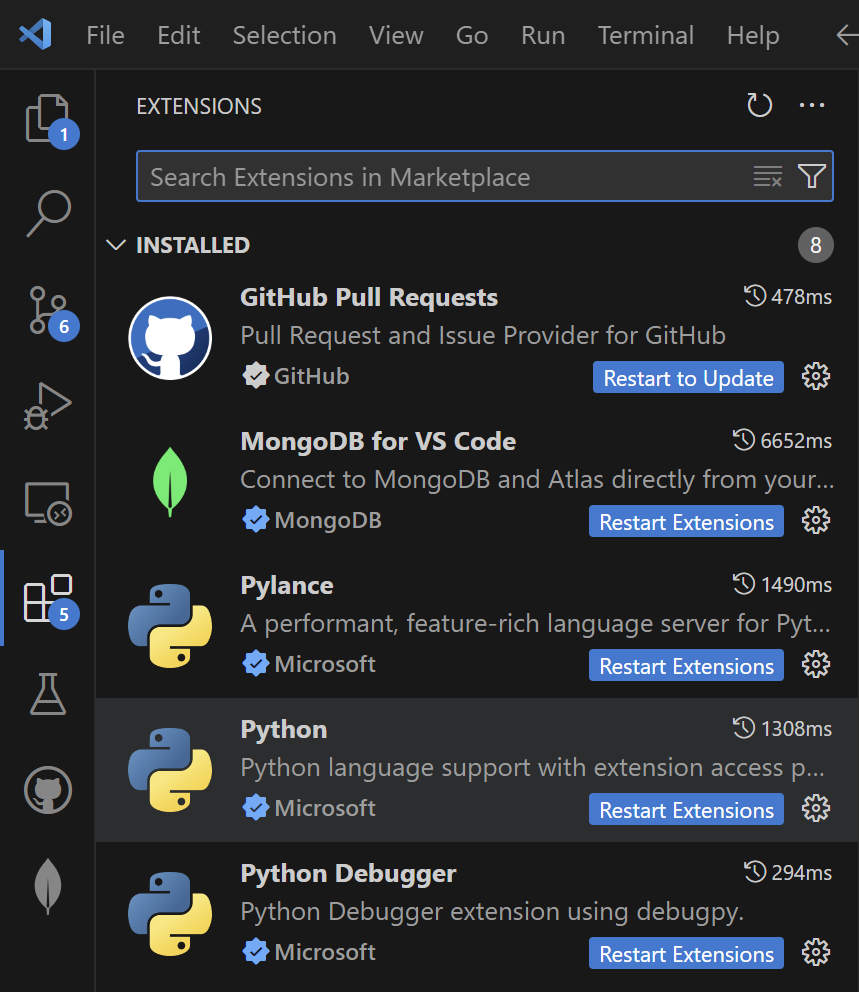 File Edit Selection View Go Run Terminal Help
EXTENSIONS
1
Search Extensions in Marketplace
INSTALLED 8
GitHub Pull Requests 478ms
Pull Request and Issue Provider for GitHub
6
GitHub Restart to Update
MongoDB for VS Code 6652ms
Connect to MongoDB and Atlas directly from your...
MongoDB Restart Extensions
Pylance 1490ms
5
A performant, feature-rich language server for Pyt...
Microsoft Restart Extensions
Python 1308ms
Python language support with extension access p...
Microsoft Restart Extensions
Python Debugger 294ms
Python Debugger extension using debugpy.
Microsoft Restart Extensions